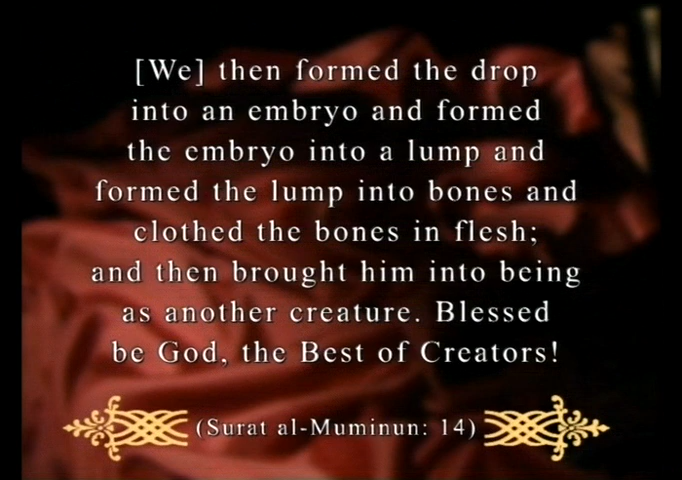 [We] then formed the drop
into an embryo and formed
the embryo into a lump and
formed the lump into bones and
clothed the bones in flesh;
and then brought him into being
as another creature. Blessed
be God, the Best of Creators!
(Surat al-Muminun: 14)